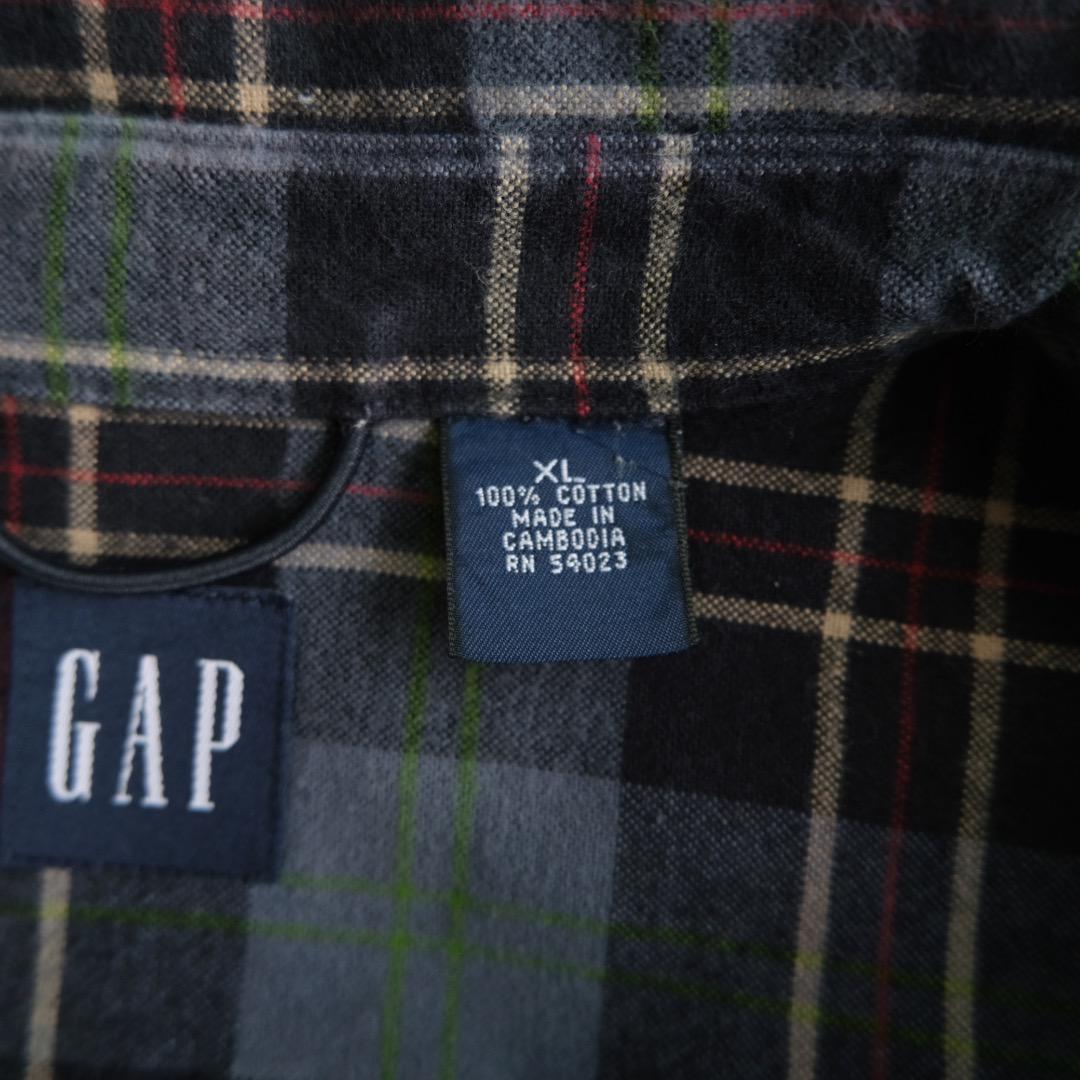 XL
100% COTTON
MADE IN
CAMBODIA
RN 54023
GAP